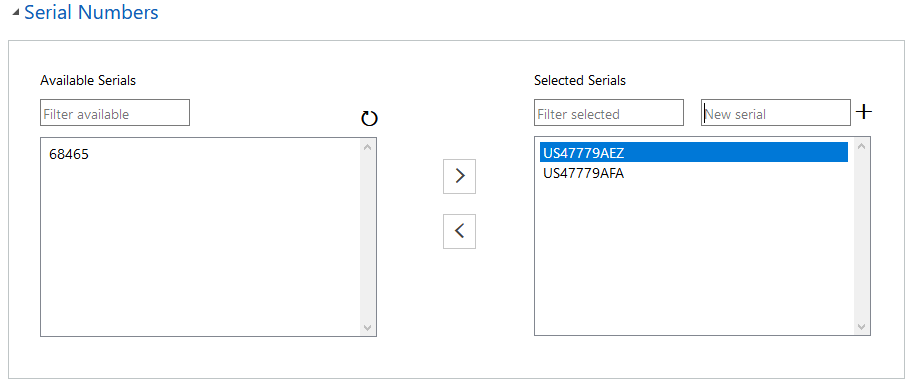 Serial Numbers
Available Serials
Filter available
68465
Selected Serials
Filter selected
New serial
US47779AEZ
US47779AFA